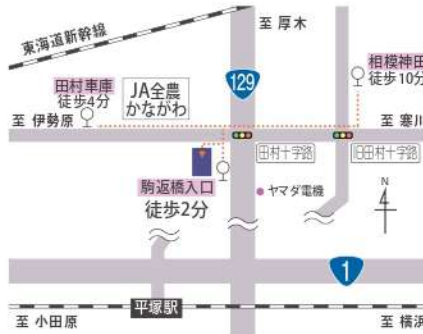 東海道新幹線
至 厚木
田村車庫
徒歩4分
JA全農
かながわ
129
相模神田
徒歩10分
至 伊勢原
至 寒川
田村十字路
旧田村十字路
駒返橋入口
徒歩2分
ヤマダ電機
N
1
平塚駅
至 小田原
至 横浜